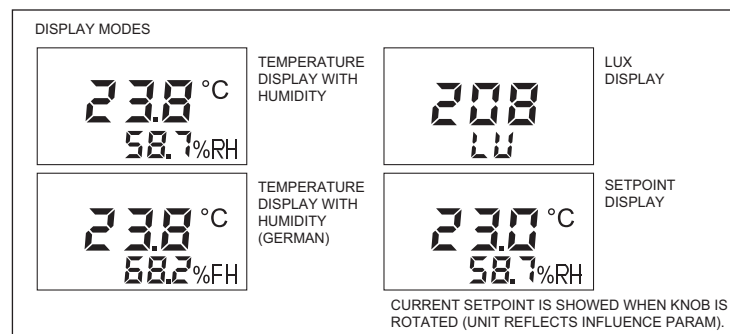 DISPLAY MODES
23.8 °C
58.7%RH
TEMPERATURE
DISPLAY WITH
HUMIDITY
208
LU
LUX
DISPLAY
23.8 °C
68.2%FH
TEMPERATURE
DISPLAY WITH
HUMIDITY
(GERMAN)
23.0 °C
58.7%RH
SETPOINT
DISPLAY
CURRENT SETPOINT IS SHOWED WHEN KNOB IS
ROTATED (UNIT REFLECTS INFLUENCE PARAM).